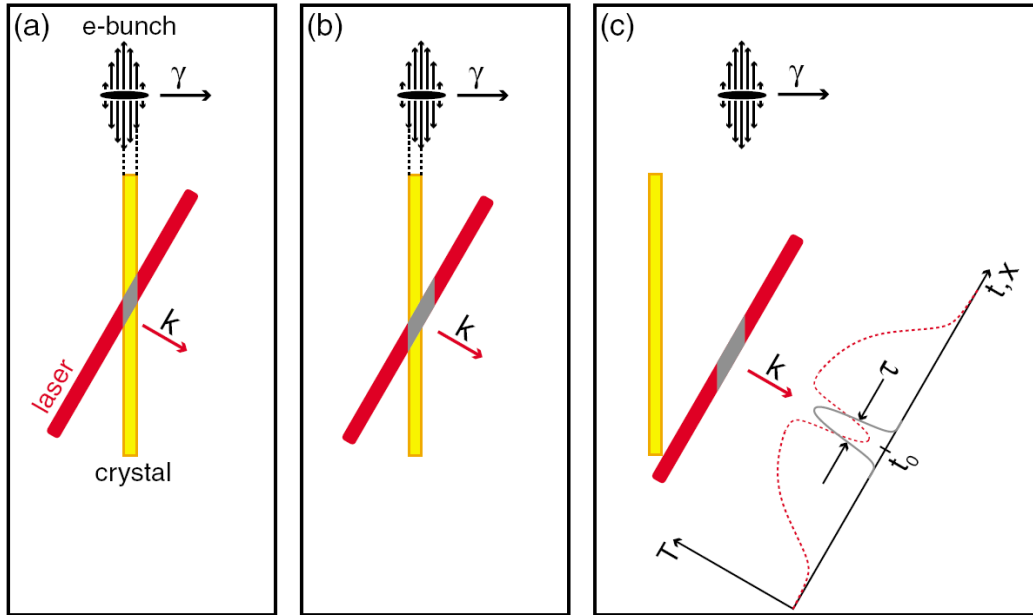 (a)
e-bunch
γ
laser
k
crystal
(b)
γ
k
(c)
γ
k
τ
t₀
t,x
T